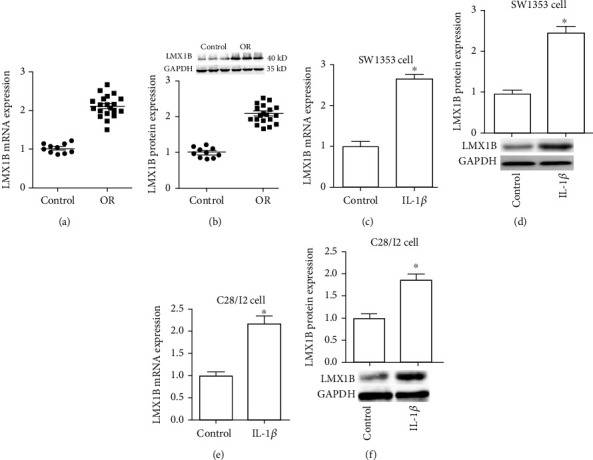 LMX1B mRNA expression
4
3
2
1
0
Control
OR
(a)
Control
OR
LMX1B
40 kD
GAPDH
35 kD
LMX1B protein expression
4
3
2
1
0
Control
OR
(b)
SW1353 cell
LMX1B mRNA expression
3
2
1
0
*
Control
IL-1β
(c)
SW1353 cell
LMX1B protein expression
3
2
1
0
*
LMX1B
GAPDH
Control
IL-1β
(d)
C28/I2 cell
LMX1B mRNA expression
2.5
2.0
1.5
1.0
0.5
0.0
*
Control
IL-1β
(e)
C28/I2 cell
LMX1B protein expression
2.5
2.0
1.5
1.0
0.5
0.0
*
LMX1B
GAPDH
Control
IL-1β
(f)